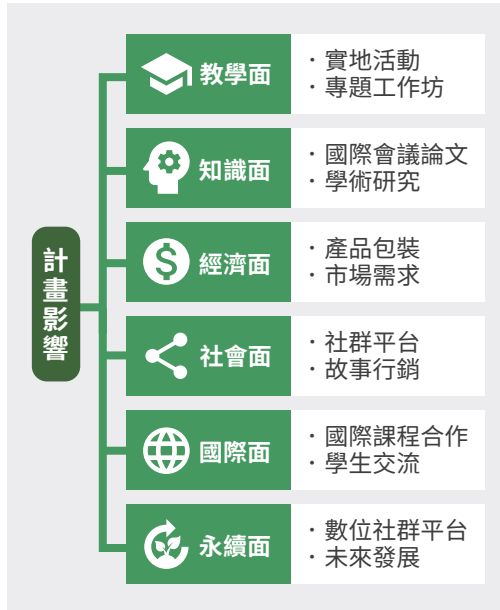 計畫影響
教學面
・實地活動
・專題工作坊
知識面
・國際會議論文
・學術研究
經濟面
・產品包裝
・市場需求
社會面
・社群平台
・故事行銷
國際面
・國際課程合作
・學生交流
永續面
・數位社群平台
・未來發展